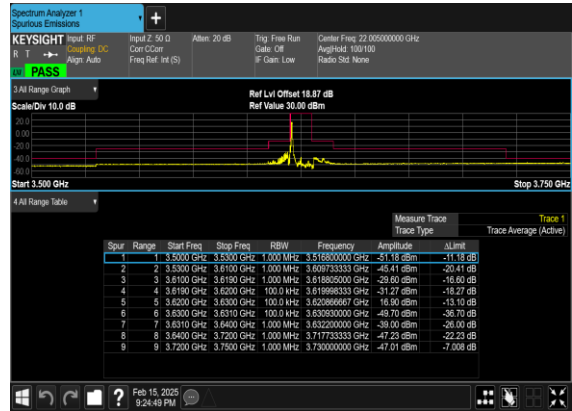 Spectrum Analyzer 1
Spurious Emissions
+
KEYSIGHT Input: RF Input Z: 50 Ω Atten: 20 dB Trig: Free Run Center Freq: 22.005000000 GHz
R T Coupling: DC Corr CCorr Gate: Off Avg|Hold: 100/100
Align: Auto Freq Ref: Int (S) IF Gain: Low Radio Std: None
PASS
3 All Range Graph Ref Lvl Offset 18.87 dB
Scale/Div 10.0 dB Ref Value 30.00 dBm
20.0
0.00
-20.0
-40.0
-60.0
Start 3.500 GHz Stop 3.750 GHz
4 All Range Table
Measure Trace Trace 1
Trace Type Trace Average (Active)
Spur Range Start Freq Stop Freq RBW Frequency Amplitude ΔLimit
1 1 3.5000 GHz 3.5300 GHz 1.000 MHz 3.516800000 GHz -51.18 dBm -11.18 dB
2 2 3.5300 GHz 3.6100 GHz 1.000 MHz 3.609733333 GHz -45.41 dBm -20.41 dB
3 3 3.6100 GHz 3.6190 GHz 1.000 MHz 3.618805000 GHz -29.60 dBm -16.60 dB
4 4 3.6190 GHz 3.6200 GHz 100.0 kHz 3.619998333 GHz -31.27 dBm -18.27 dB
5 5 3.6200 GHz 3.6300 GHz 100.0 kHz 3.620866667 GHz 16.90 dBm -13.10 dB
6 6 3.6300 GHz 3.6310 GHz 100.0 kHz 3.630930000 GHz -49.70 dBm -36.70 dB
7 7 3.6310 GHz 3.6400 GHz 1.000 MHz 3.632200000 GHz -39.00 dBm -26.00 dB
8 8 3.6400 GHz 3.7200 GHz 1.000 MHz 3.717733333 GHz -47.23 dBm -22.23 dB
9 9 3.7200 GHz 3.7500 GHz 1.000 MHz 3.730000000 GHz -47.01 dBm -7.008 dB
? Feb 15, 2025
9:24:49 PM